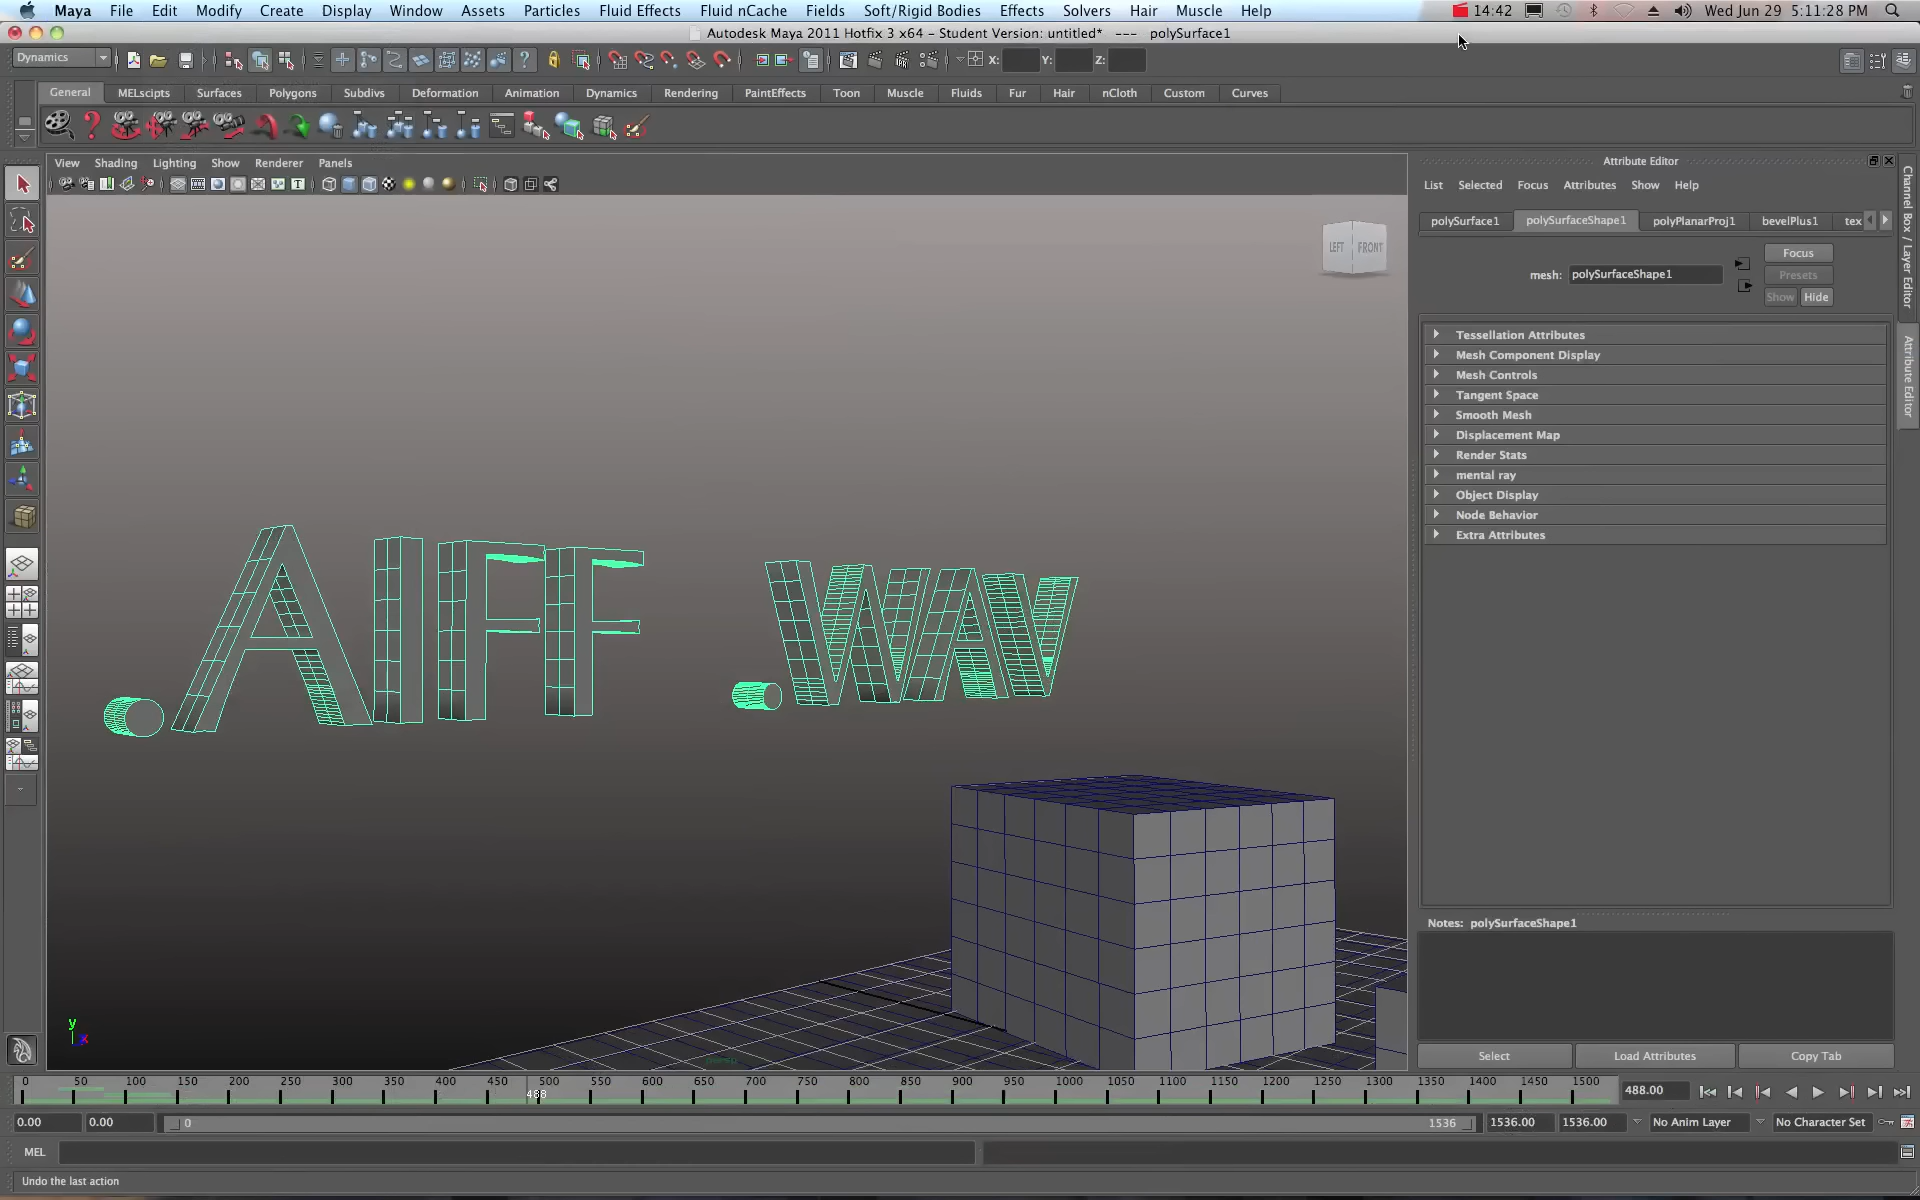 Maya File Edit Modify Create Display Window Assets Particles Fluid Effects Fluid nCache Fields Soft/Rigid Bodies Effects Solvers Hair Muscle Help 14:42 Wed Jun 29 5:11:28 PM
Autodesk Maya 2011 Hotfix 3 x64 - Student Version: untitled* --- polySurface1
Dynamics X: Y: Z:
General MELscipts Surfaces Polygons Subdivs Deformation Animation Dynamics Rendering PaintEffects Toon Muscle Fluids Fur Hair nCloth Custom Curves
View Shading Lighting Show Renderer Panels
Attribute Editor
List Selected Focus Attributes Show Help
polySurface1 polySurfaceShape1 polyPlanarProj1 bevelPlus1 tex
mesh: polySurfaceShape1
Focus
Presets
Show Hide
Tessellation Attributes
Mesh Component Display
Mesh Controls
Tangent Space
Smooth Mesh
Displacement Map
Render Stats
mental ray
Object Display
Node Behavior
Extra Attributes
Channel Box / Layer Editor
Attribute Editor
LEFT FRONT
.AIFF .WAV
y
x
persp
Notes: polySurfaceShape1
Select Load Attributes Copy Tab
0 50 100 150 200 250 300 350 400 450 500 550 600 650 700 750 800 850 900 950 1000 1050 1100 1150 1200 1250 1300 1350 1400 1450 1500
488
488.00
0.00 0.00 0 1536 1536.00 1536.00 No Anim Layer No Character Set
MEL
Undo the last action